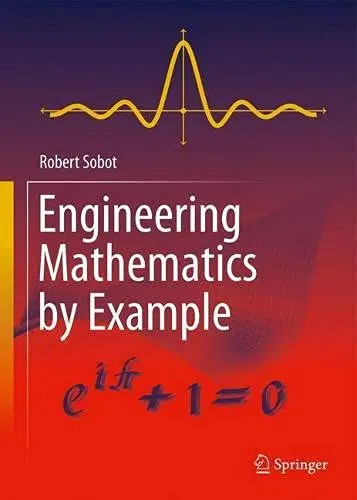 Robert Sobot
Engineering
Mathematics
by Example
e^{iπ} + 1 = 0
Springer